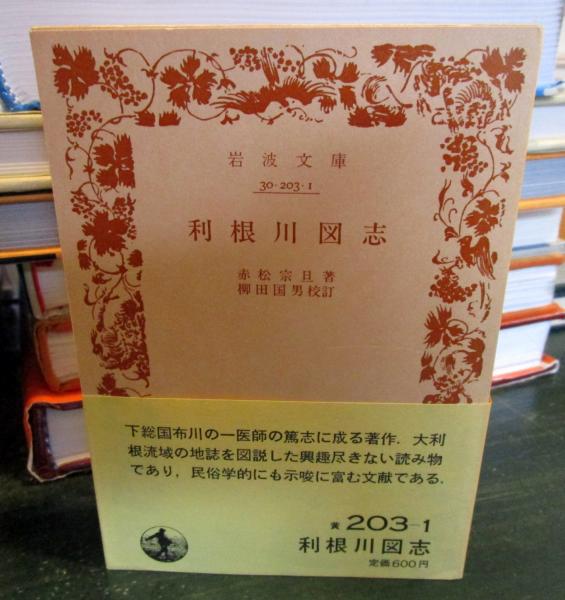 岩波文庫
30-203-1
利根川図志
赤松宗旦著
柳田国男校訂
下総国布川の一医師の篤志に成る著作．大利
根流域の地誌を図説した興趣尽きない読み物
であり，民俗学的にも示唆に富む文献である．
黄 203-1
利根川図志
定価600円